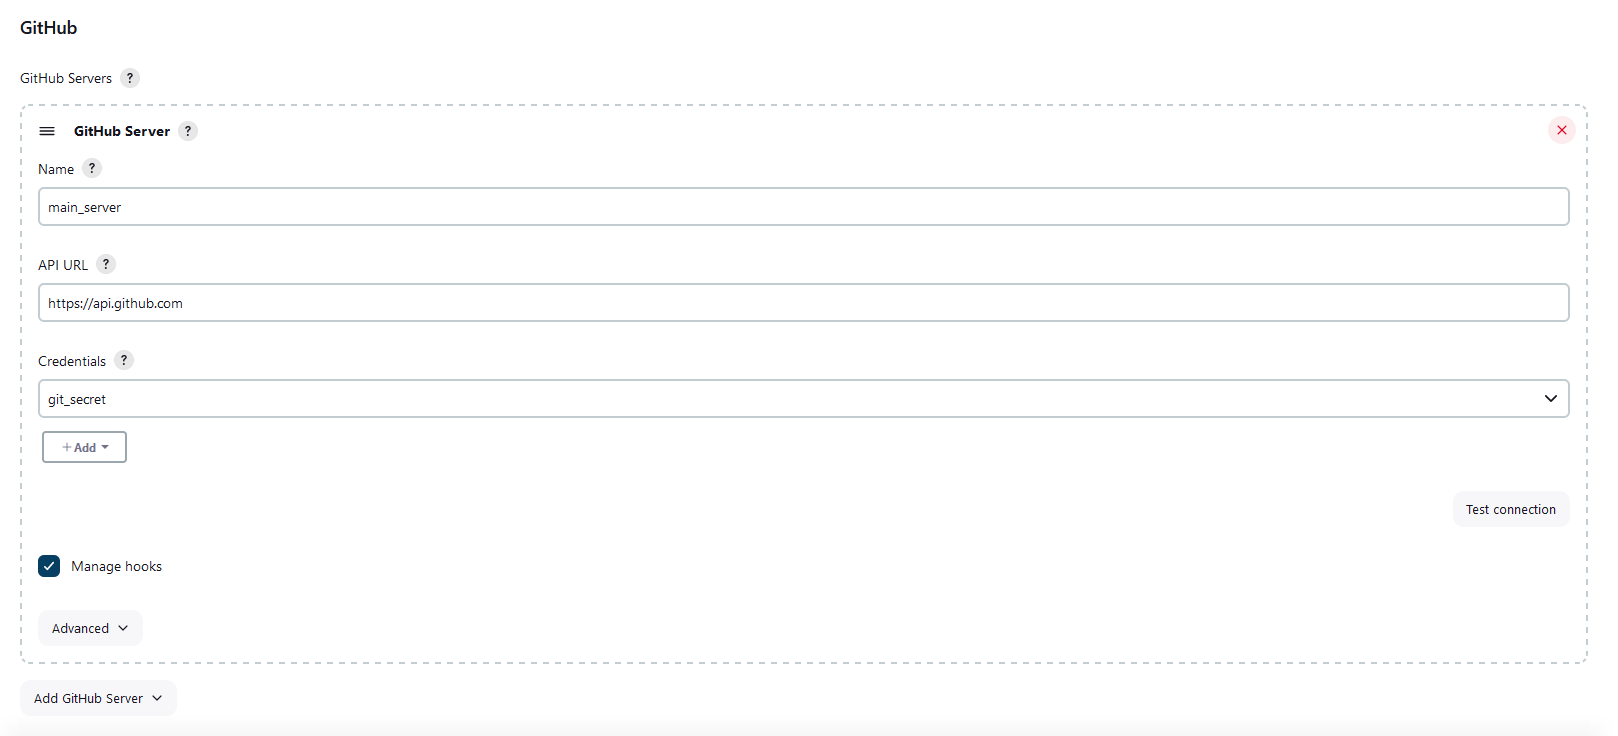 GitHub
GitHub Servers ?
GitHub Server ?
Name ?
main_server
API URL ?
https://api.github.com
Credentials ?
git_secret
+ Add
Test connection
Manage hooks
Advanced
Add GitHub Server